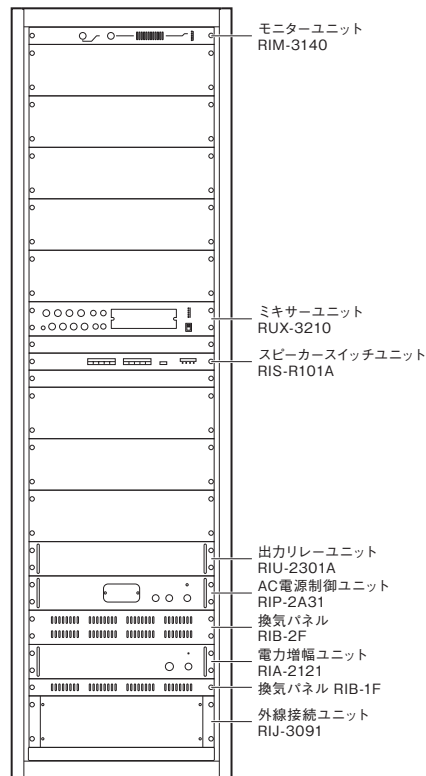 モニターユニット
RIM-3140
ミキサーユニット
RUX-3210
スピーカースイッチユニット
RIS-R101A
出力リレーユニット
RIU-2301A
AC電源制御ユニット
RIP-2A31
換気パネル
RIB-2F
電力増幅ユニット
RIA-2121
換気パネル RIB-1F
外線接続ユニット
RIJ-3091